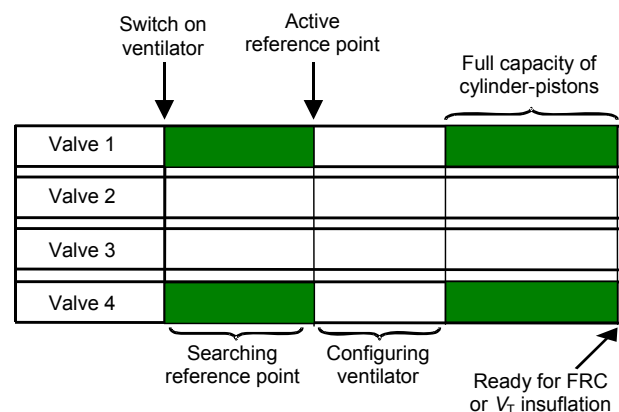 Switch on
ventilator
Active
reference point
Full capacity of
cylinder-pistons
Valve 1
Valve 2
Valve 3
Valve 4
Searching
reference point
Configuring
ventilator
Ready for FRC
or VT insuflation